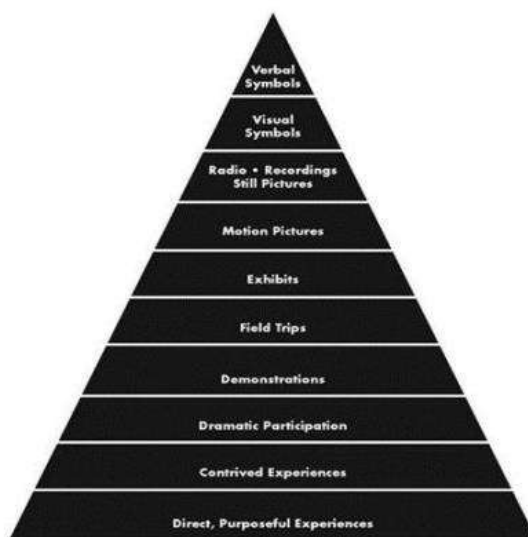 Verbal
Symbols
Visual
Symbols
Radio • Recordings
Still Pictures
Motion Pictures
Exhibits
Field Trips
Demonstrations
Dramatic Participation
Contrived Experiences
Direct, Purposeful Experiences